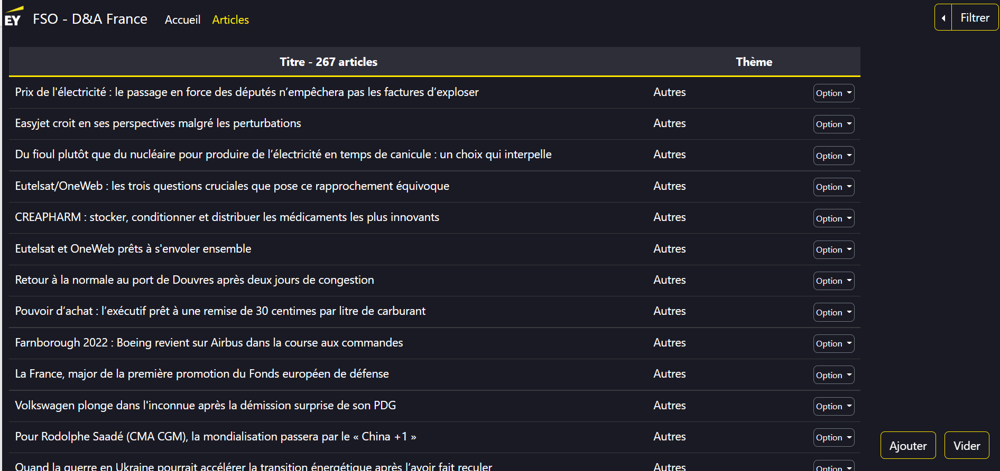 EY FSO - D&A France Accueil Articles Filtrer
Titre - 267 articles Thème
Prix de l'électricité : le passage en force des députés n’empêchera pas les factures d’exploser Autres Option
Easyjet croit en ses perspectives malgré les perturbations Autres Option
Du fioul plutôt que du nucléaire pour produire de l’électricité en temps de canicule : un choix qui interpelle Autres Option
Eutelsat/OneWeb : les trois questions cruciales que pose ce rapprochement équivoque Autres Option
CREAPHARM : stocker, conditionner et distribuer les médicaments les plus innovants Autres Option
Eutelsat et OneWeb prêts à s'envoler ensemble Autres Option
Retour à la normale au port de Douvres après deux jours de congestion Autres Option
Pouvoir d’achat : l’exécutif prêt à une remise de 30 centimes par litre de carburant Autres Option
Farnborough 2022 : Boeing revient sur Airbus dans la course aux commandes Autres Option
La France, major de la première promotion du Fonds européen de défense Autres Option
Volkswagen plonge dans l'inconnue après la démission surprise de son PDG Autres Option
Pour Rodolphe Saadé (CMA CGM), la mondialisation passera par le « China +1 » Autres Option
Ajouter Vider
Quand la guerre en Ukraine pourrait accélérer la transition énergétique après l’avoir fait reculer Autres Option